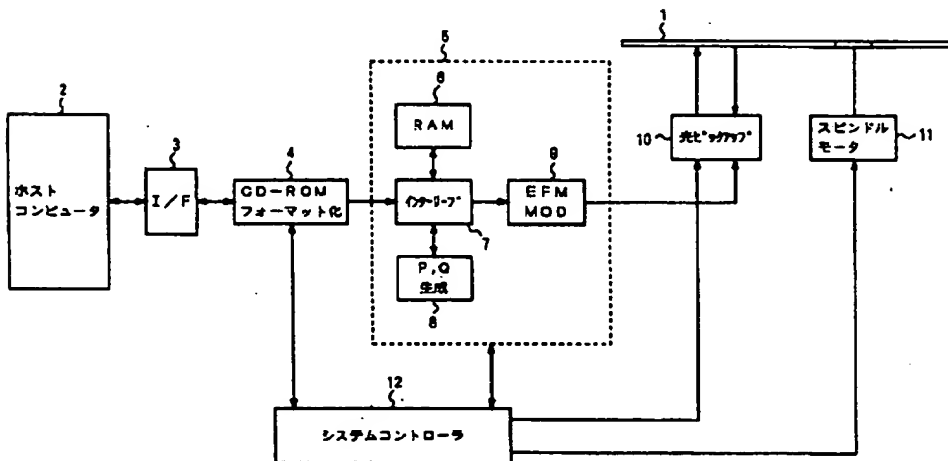 1
5
2
6
RAM
3
4
9
10
光ピックアップ
スピンドル
モータ
11
ホスト
コンピュータ
I/F
CD-ROM
フォーマット化
インターリーブ
EFM
MOD
7
P,Q
生成
8
12
システムコントローラ